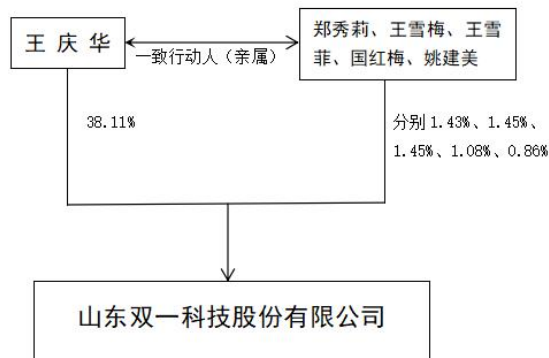 王庆华
郑秀莉、王雪梅、王雪
菲、国红梅、姚建美
一致行动人（亲属）
38.11%
分别 1.43%、1.45%、
1.45%、1.08%、0.86%
山东双一科技股份有限公司